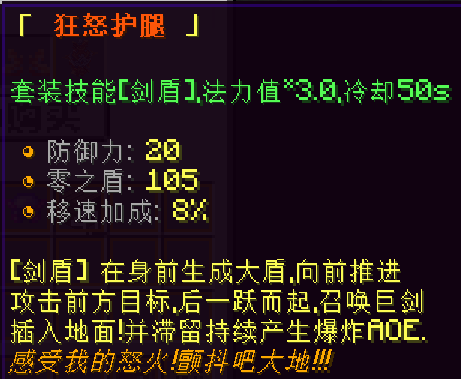 「 狂怒护腿 」
套装技能[剑盾],法力值*3.0,冷却50s
防御力: 20
零之盾: 105
移速加成: 8%
[剑盾] 在身前生成大盾,向前推进
攻击前方目标,后一跃而起,召唤巨剑
插入地面!并滞留持续产生爆炸AOE.
感受我的怒火!颤抖吧大地!!!